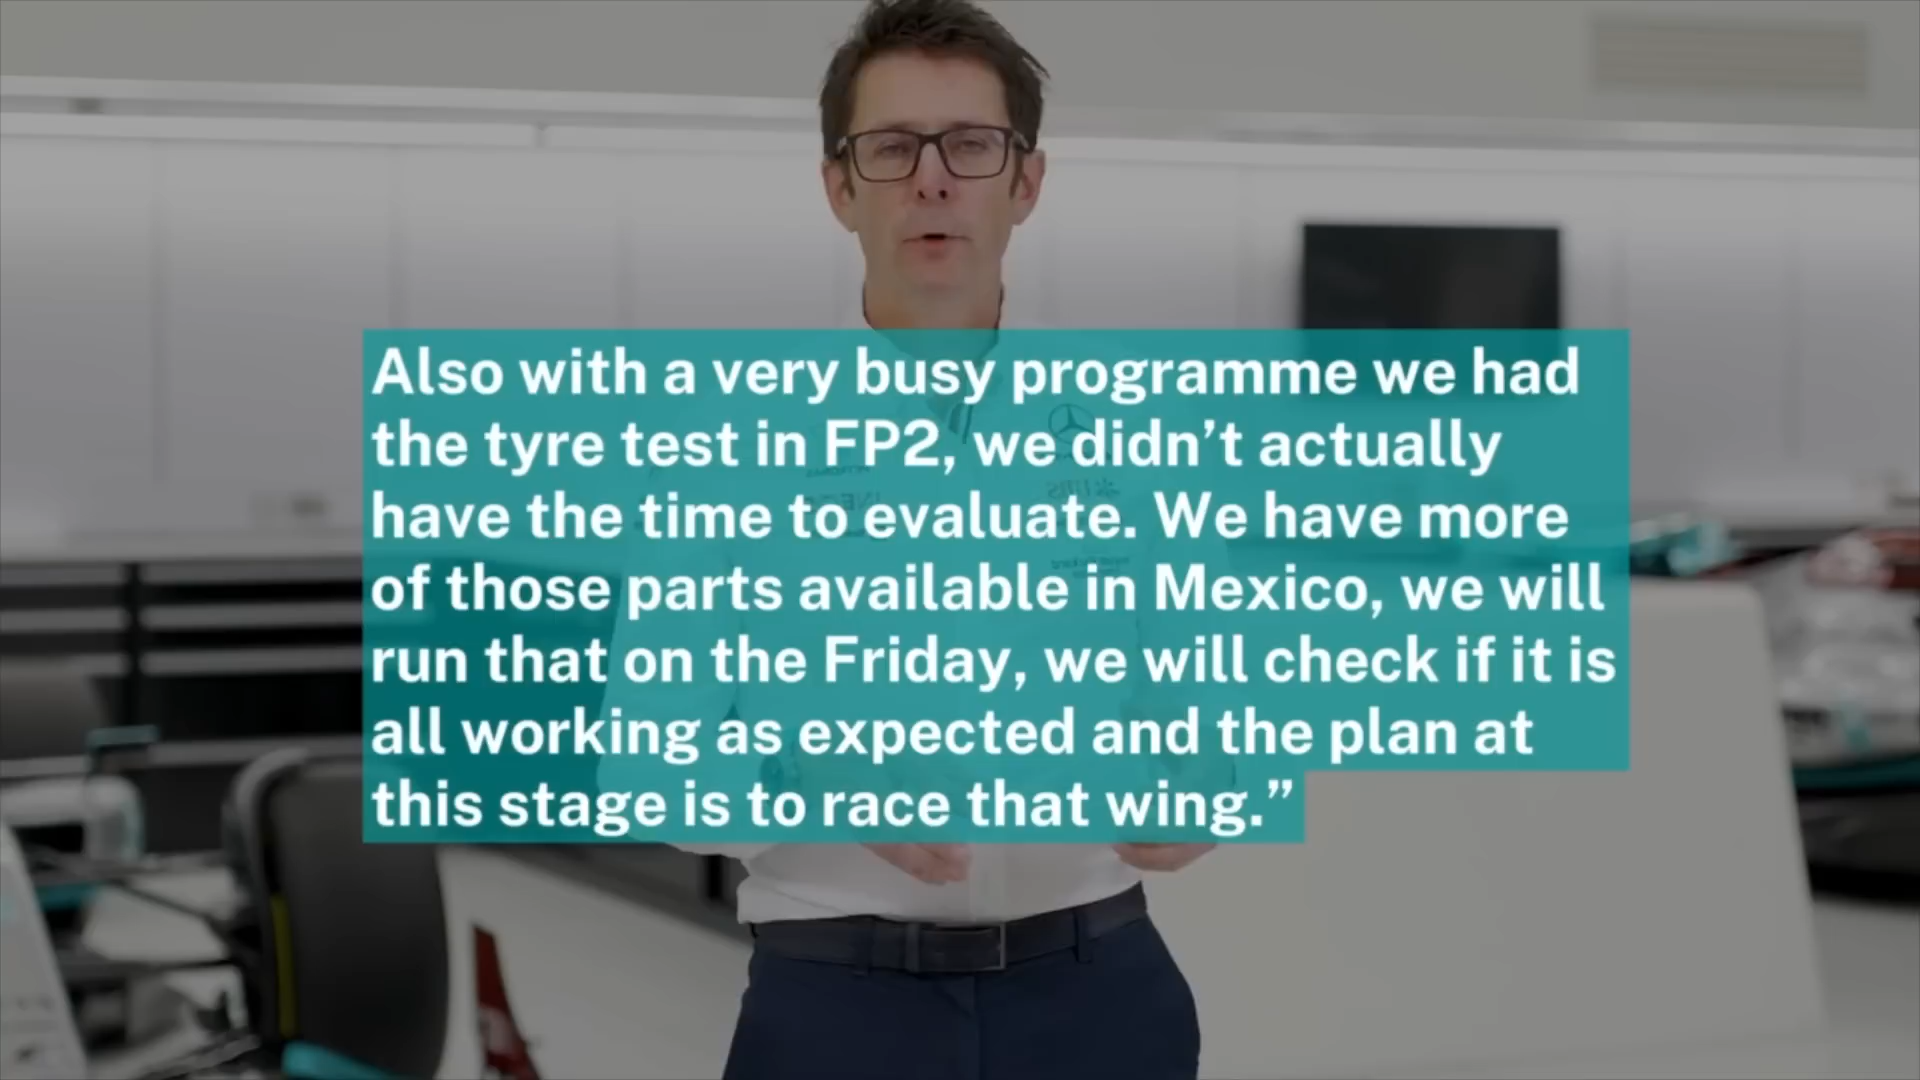 Also with a very busy programme we had
the tyre test in FP2, we didn’t actually
have the time to evaluate. We have more
of those parts available in Mexico, we will
run that on the Friday, we will check if it is
all working as expected and the plan at
this stage is to race that wing.”